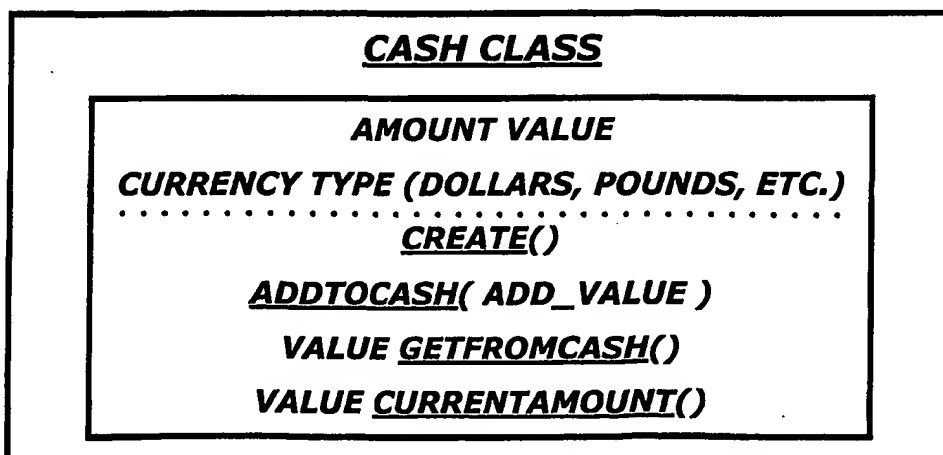 CASH CLASS
AMOUNT VALUE
CURRENCY TYPE (DOLLARS, POUNDS, ETC.)
CREATE()
ADDTOCASH( ADD_VALUE )
VALUE GETFROMCASH()
VALUE CURRENTAMOUNT()